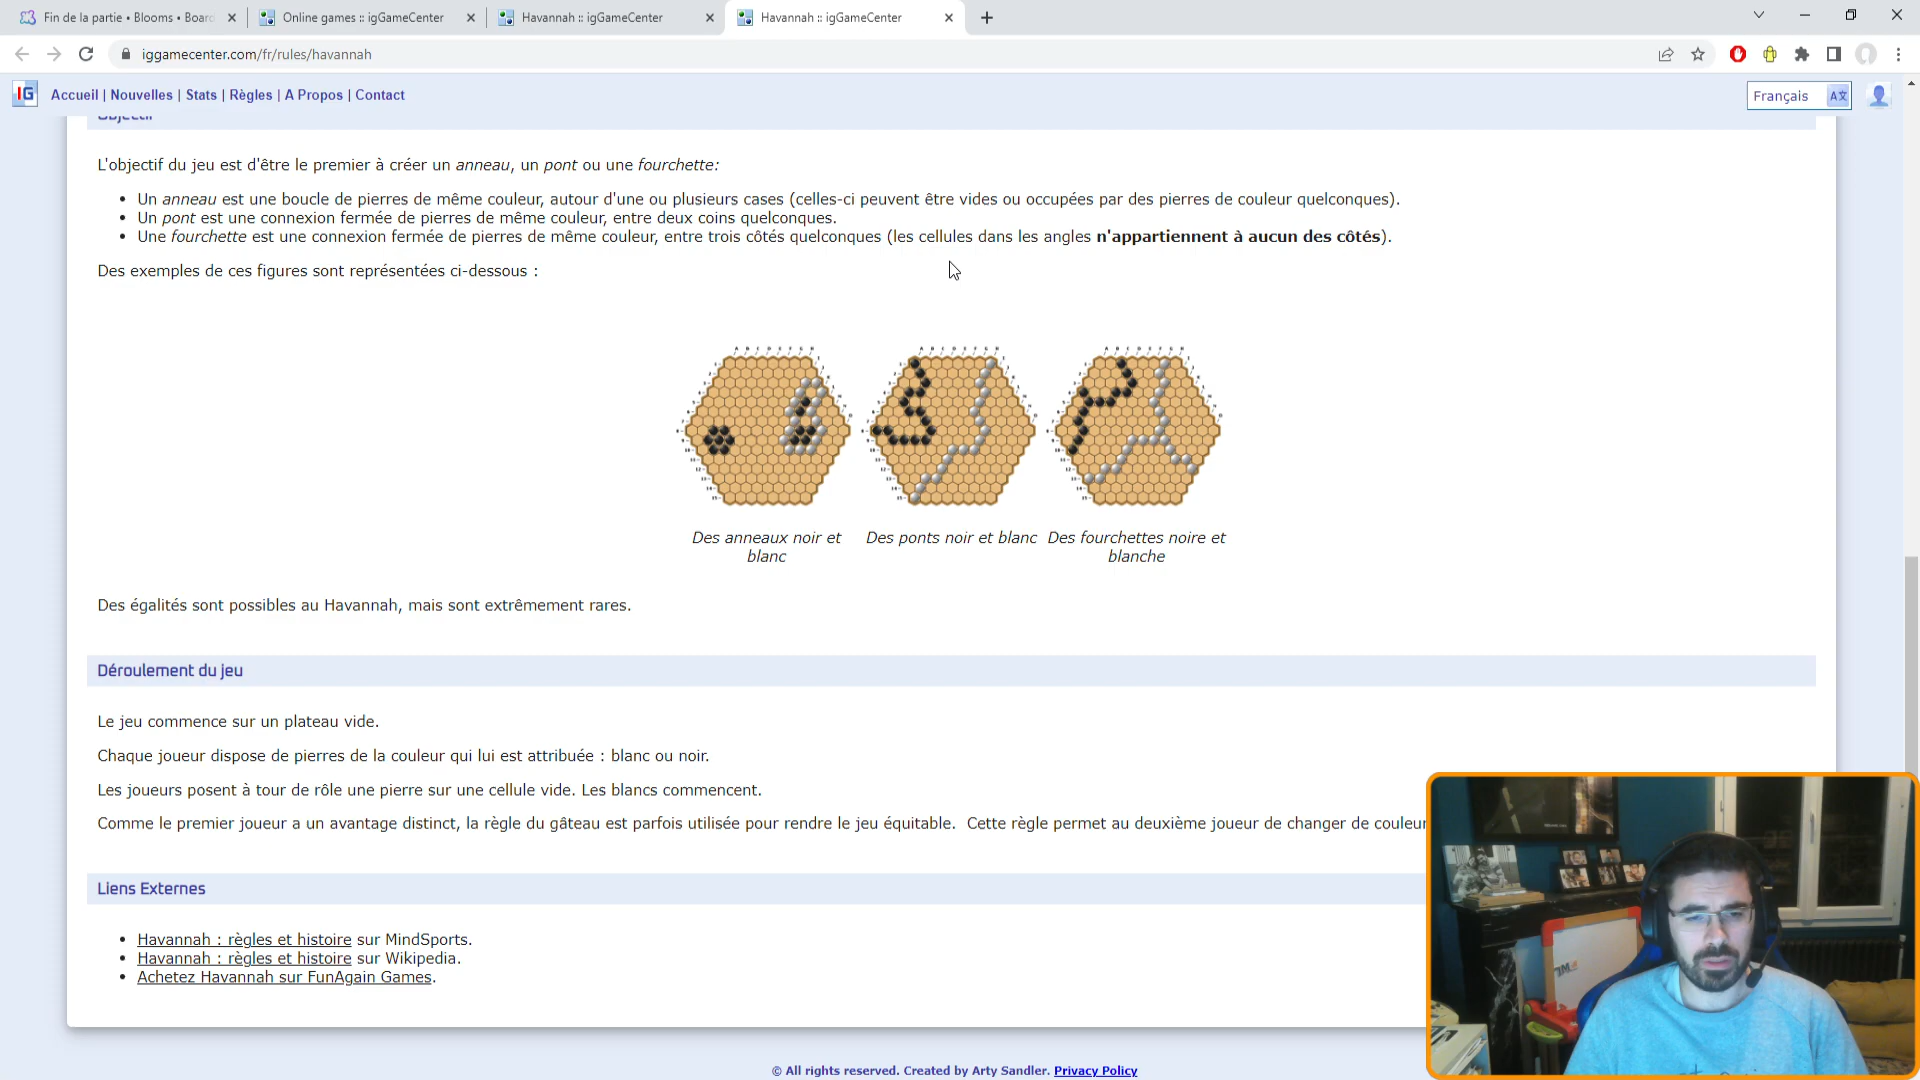 Fin de la partie • Blooms • Boar
Online games :: igGameCenter
Havannah :: igGameCenter
Havannah :: igGameCenter
iggamecenter.com/fr/rules/havannah
IG
Accueil | Nouvelles | Stats | Règles | A Propos | Contact
Français
Objectif
L'objectif du jeu est d'être le premier à créer un anneau, un pont ou une fourchette:
• Un anneau est une boucle de pierres de même couleur, autour d'une ou plusieurs cases (celles-ci peuvent être vides ou occupées par des pierres de couleur quelconques).
• Un pont est une connexion fermée de pierres de même couleur, entre deux coins quelconques.
• Une fourchette est une connexion fermée de pierres de même couleur, entre trois côtés quelconques (les cellules dans les angles n'appartiennent à aucun des côtés).
Des exemples de ces figures sont représentées ci-dessous :
Des anneaux noir et
blanc
Des ponts noir et blanc
Des fourchettes noire et
blanche
Des égalités sont possibles au Havannah, mais sont extrêmement rares.
Déroulement du jeu
Le jeu commence sur un plateau vide.
Chaque joueur dispose de pierres de la couleur qui lui est attribuée : blanc ou noir.
Les joueurs posent à tour de rôle une pierre sur une cellule vide. Les blancs commencent.
Comme le premier joueur a un avantage distinct, la règle du gâteau est parfois utilisée pour rendre le jeu équitable. Cette règle permet au deuxième joueur de changer de couleur
Liens Externes
• Havannah : règles et histoire sur MindSports.
• Havannah : règles et histoire sur Wikipedia.
• Achetez Havannah sur FunAgain Games.
© All rights reserved. Created by Arty Sandler. Privacy Policy